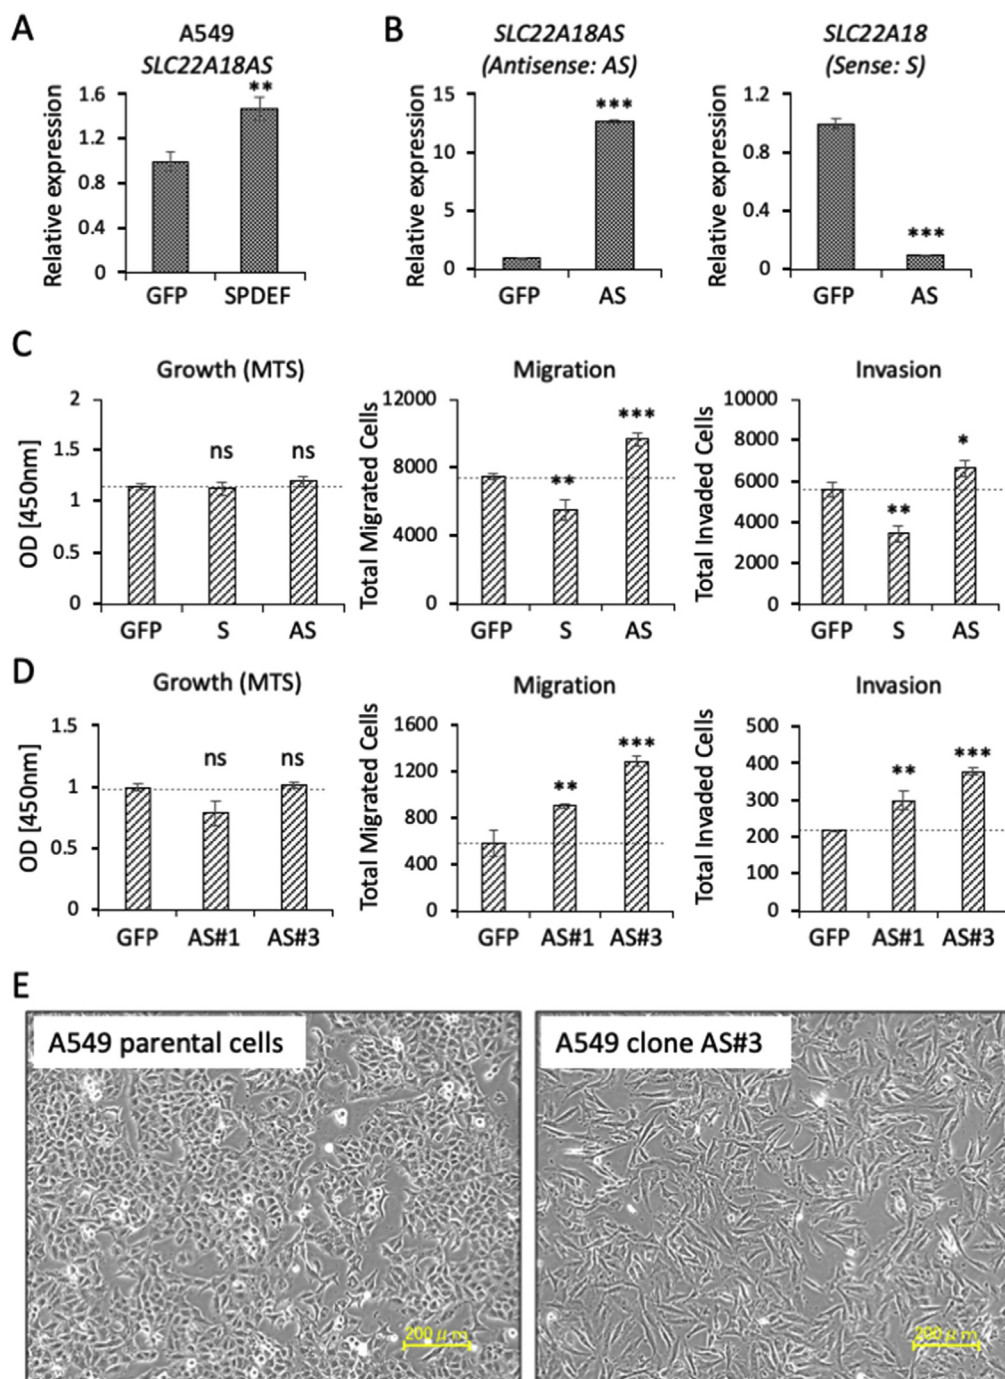 A
A549
SLC22A18AS
Relative expression
1.6
1.2
0.8
0.4
0
**
GFP SPDEF
B
SLC22A18AS
(Antisense: AS)
Relative expression
15
10
5
0
***
GFP AS
SLC22A18
(Sense: S)
Relative expression
1.2
0.8
0.4
0
***
GFP AS
C
Growth (MTS)
OD [450nm]
2
1.5
1
0.5
0
ns ns
GFP S AS
Migration
Total Migrated Cells
12000
8000
4000
0
** ***
GFP S AS
Invasion
Total Invaded Cells
10000
8000
6000
4000
2000
0
** *
GFP S AS
D
Growth (MTS)
OD [450nm]
1.5
1
0.5
0
ns ns
GFP AS#1 AS#3
Migration
Total Migrated Cells
1600
1200
800
400
0
** ***
GFP AS#1 AS#3
Invasion
Total Invaded Cells
500
400
300
200
100
0
** ***
GFP AS#1 AS#3
E
A549 parental cells
200μm
A549 clone AS#3
200μm